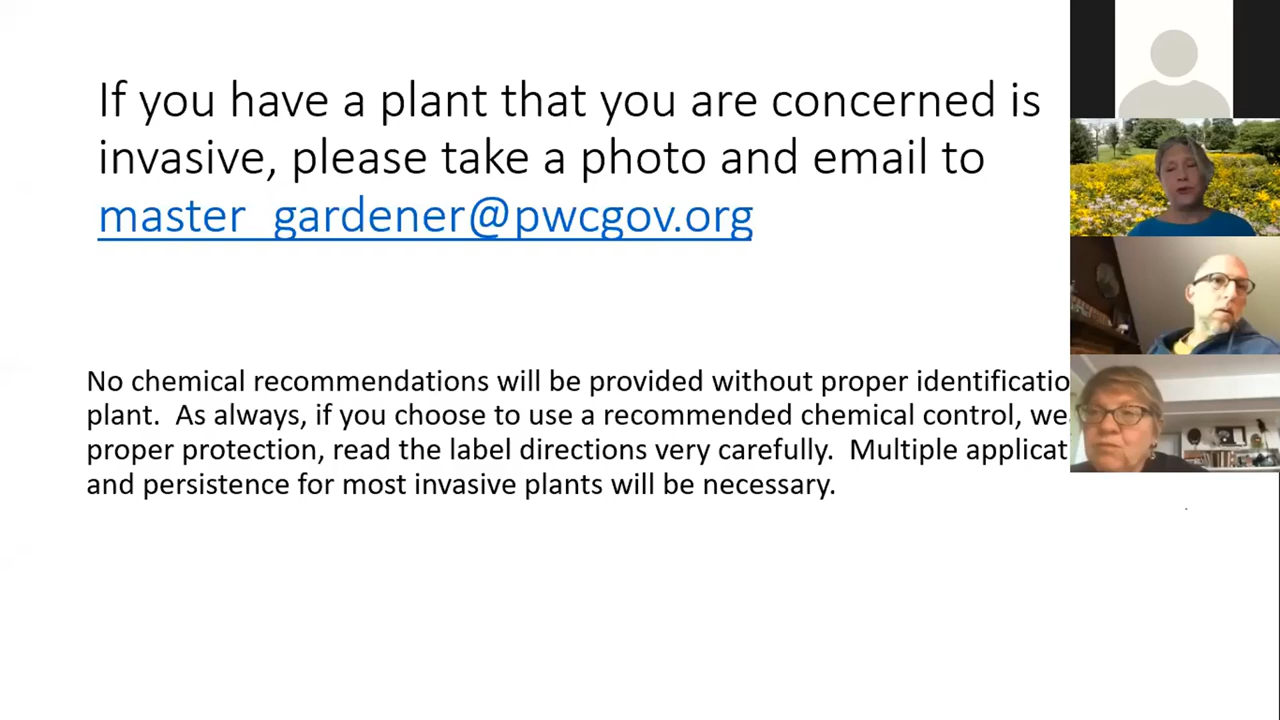 If you have a plant that you are concerned is
invasive, please take a photo and email to
master_gardener@pwcgov.org
No chemical recommendations will be provided without proper
plant. As always, if you choose to use a recommended chemical control, we
proper protection, read the label directions very carefully. Multiple
and persistence for most invasive plants will be necessary.